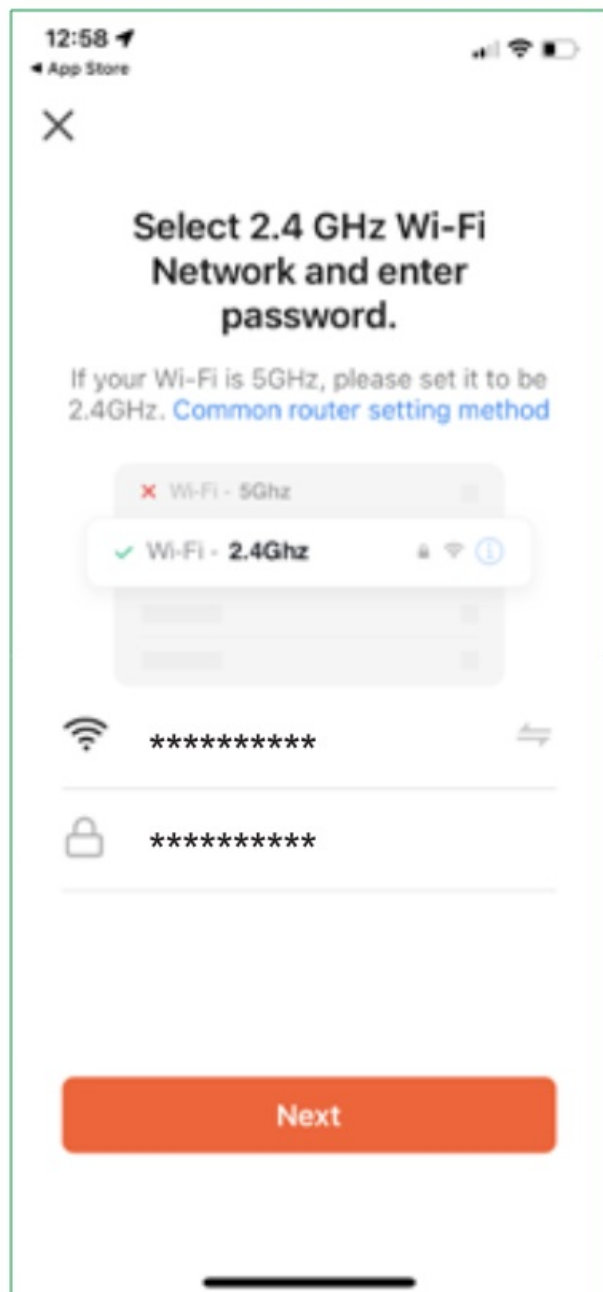 12:58
◀ App Store
Select 2.4 GHz Wi-Fi
Network and enter
password.
If your Wi-Fi is 5GHz, please set it to be
2.4GHz. Common router setting method
Wi-Fi - 5Ghz
Wi-Fi - 2.4Ghz
**********
**********
Next